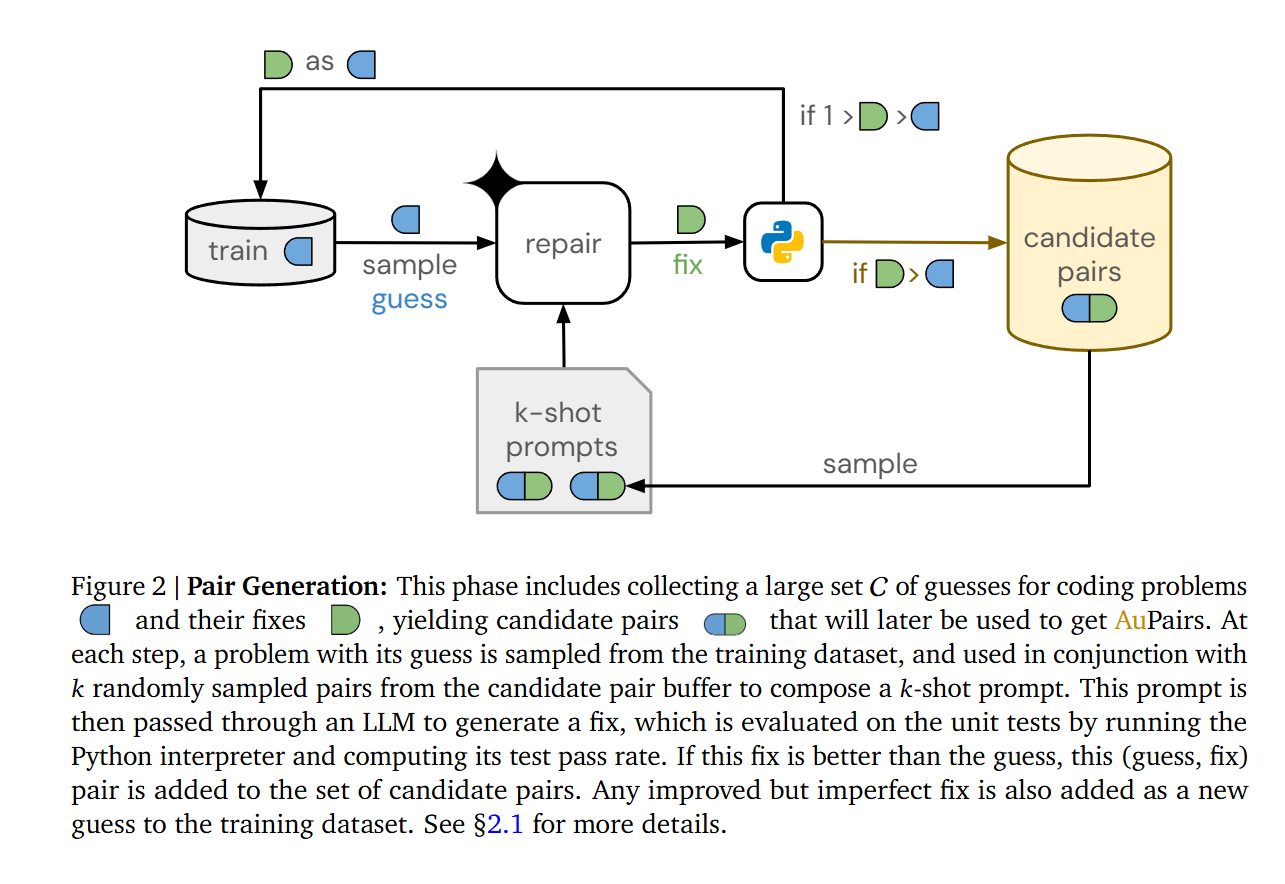 as
if 1 > >
train
sample
guess
repair
fix
if >
candidate
pairs
k-shot
prompts
sample
Figure 2 | Pair Generation: This phase includes collecting a large set C of guesses for coding problems
and their fixes , yielding candidate pairs that will later be used to get AuPairs. At
each step, a problem with its guess is sampled from the training dataset, and used in conjunction with
k randomly sampled pairs from the candidate pair buffer to compose a k-shot prompt. This prompt is
then passed through an LLM to generate a fix, which is evaluated on the unit tests by running the
Python interpreter and computing its test pass rate. If this fix is better than the guess, this (guess, fix)
pair is added to the set of candidate pairs. Any improved but imperfect fix is also added as a new
guess to the training dataset. See §2.1 for more details.